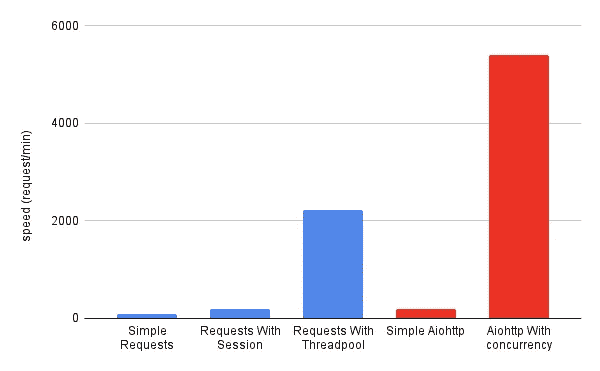 6000
4000
2000
0
speed (request/min)
Simple
Requests
Requests With
Session
Requests With
Threadpool
Simple Aiohttp
Aiohttp With
concurrency